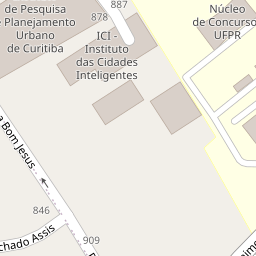 887
878
de Pesquisa
e Planejamento
Urbano
de Curitiba
ICI -
Instituto
das Cidades
Inteligentes
Núcleo
de Concurso
UFPR
Bom Jesus
846
909
chado Assis